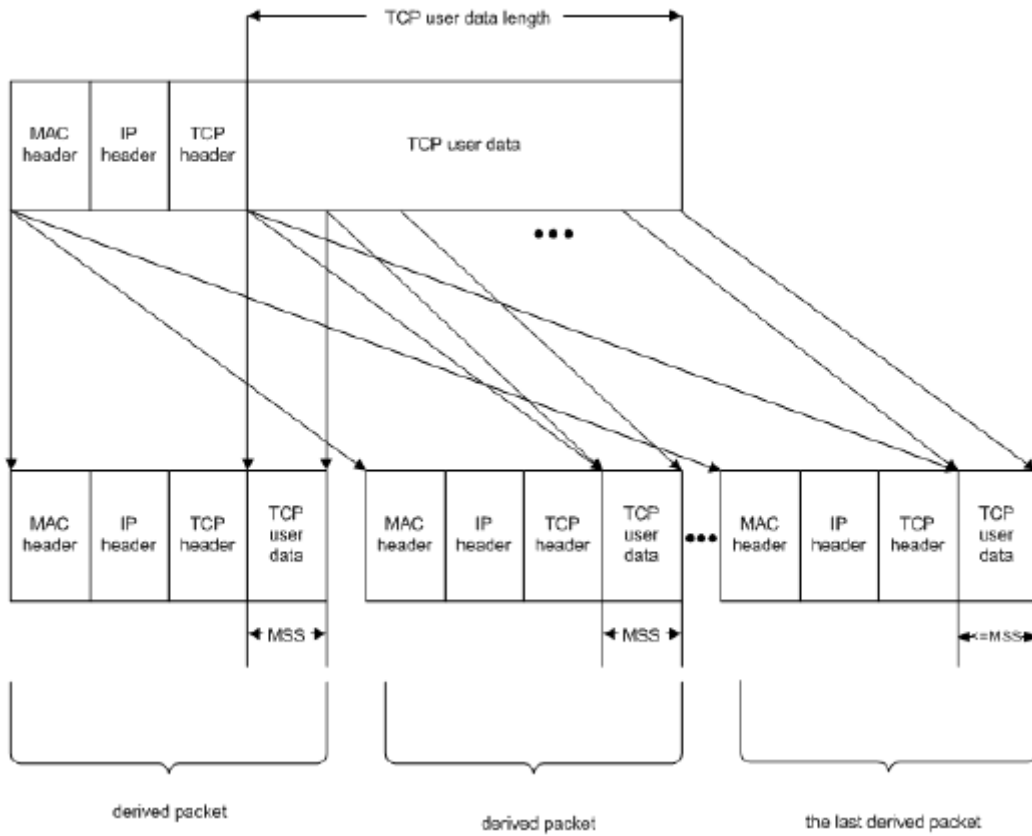 TCP user data length
MAC
header
IP
header
TCP
header
TCP user data
•••
MAC
header
IP
header
TCP
header
TCP
user
data
MAC
header
IP
header
TCP
header
TCP
user
data
•••
MAC
header
IP
header
TCP
header
TCP
user
data
MSS
MSS
<=MSS
derived packet
derived packet
the last derived packet